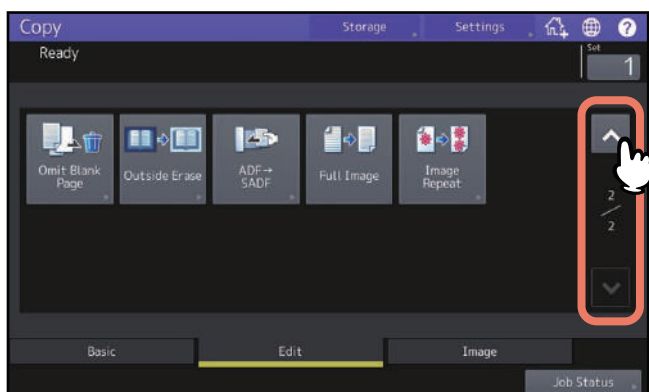 Copy
Storage
Settings
?
Ready
Set
1
Omit Blank
Page
Outside Erase
ADF→
SADF
Full Image
Image
Repeat
2
/
2
Basic
Edit
Image
Job Status